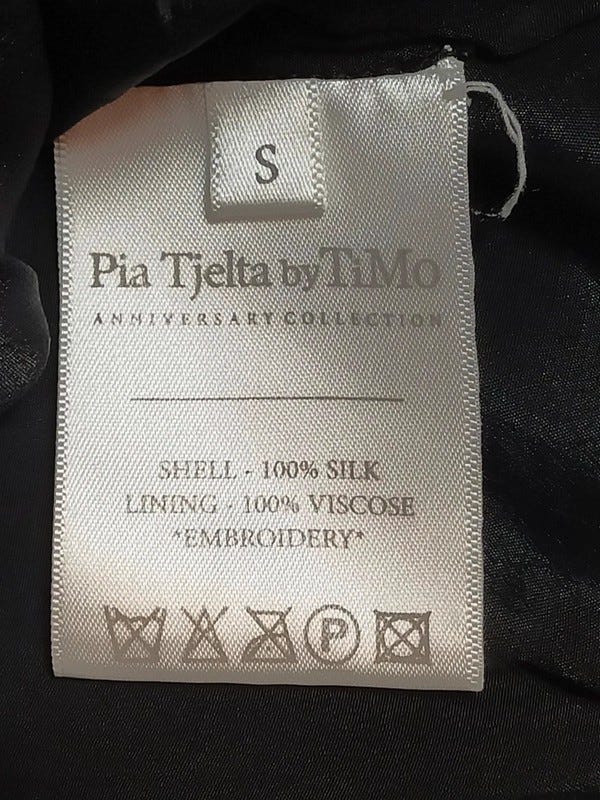 S
Pia Tjelta by TiMo
ANNIVERSARY COLLECTION
SHELL - 100% SILK
LINING - 100% VISCOSE
*EMBROIDERY*
P